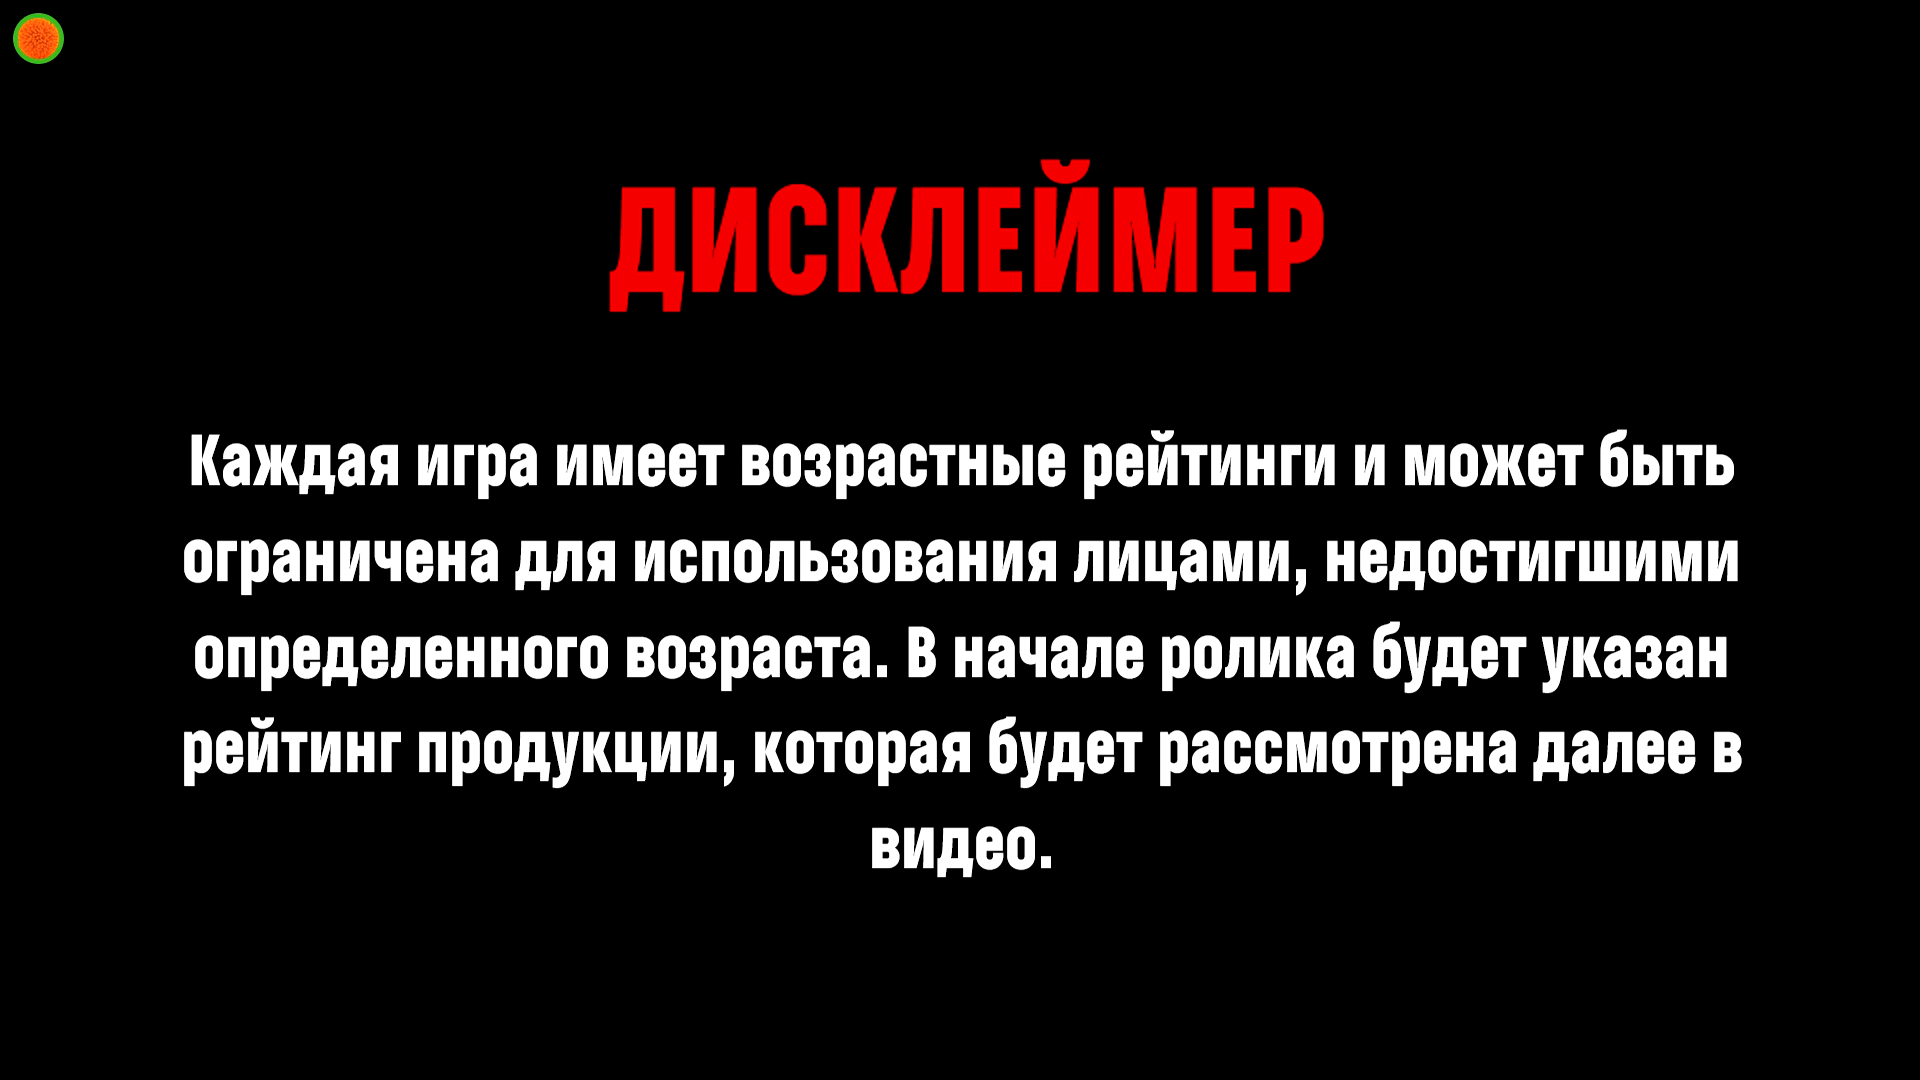 ДИСКЛЕЙМЕР
Каждая игра имеет возрастные рейтинги и может быть
ограничена для использования лицами, недостигшими
определенного возраста. В начале ролика будет указан
рейтинг продукции, которая будет рассмотрена далее в
видео.